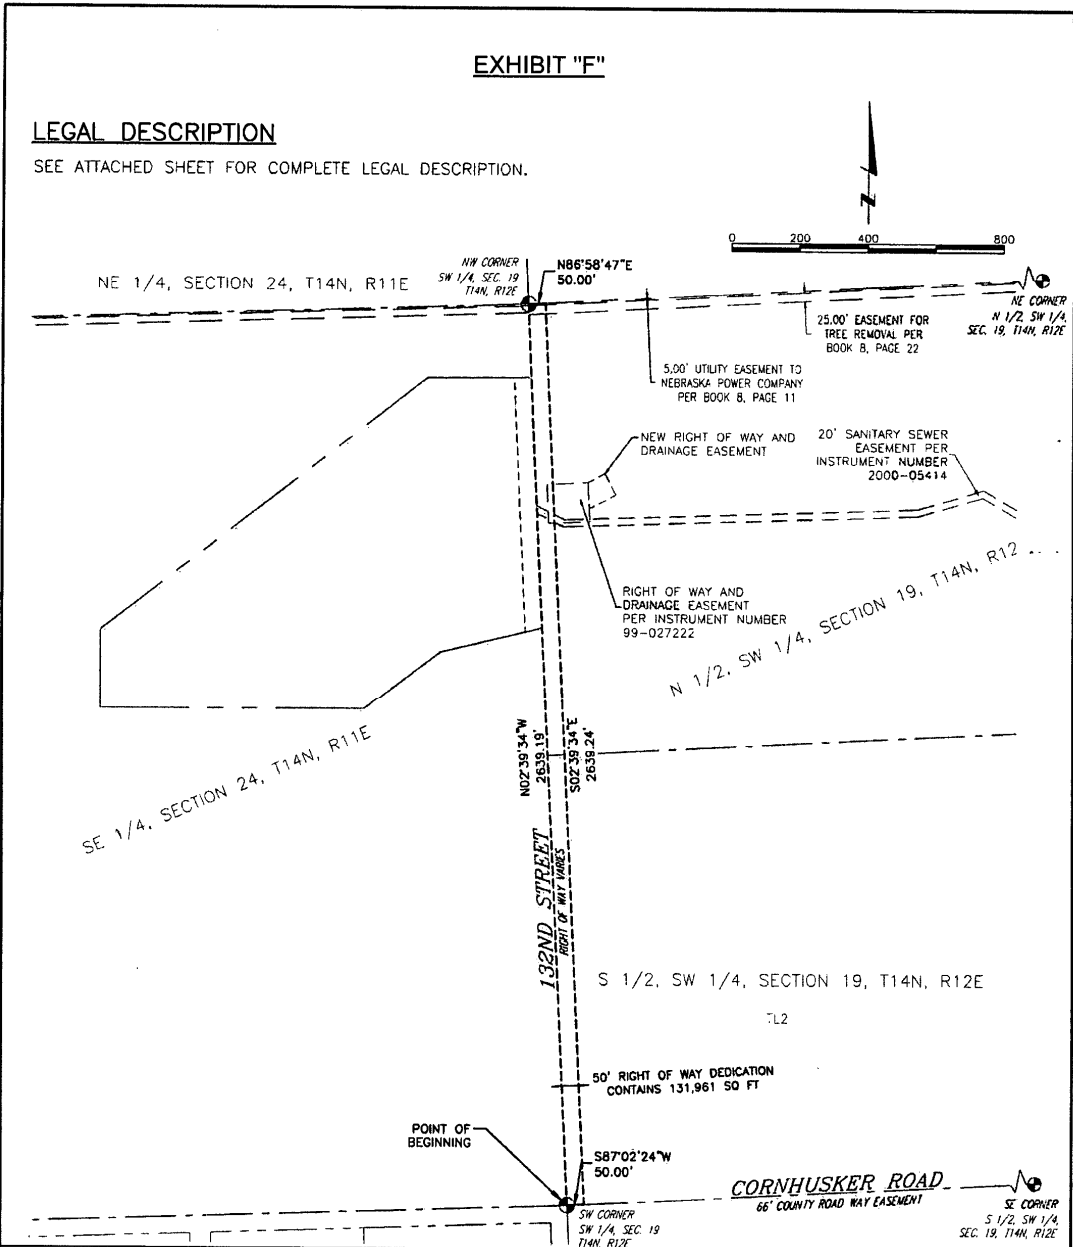 EXHIBIT "F"
LEGAL DESCRIPTION
SEE ATTACHED SHEET FOR COMPLETE LEGAL DESCRIPTION.
N
0 200 400 800
NE 1/4, SECTION 24, T14N, R11E
NW CORNER
SW 1/4, SEC. 19
T14N, R12E
N86°58'47"E
50.00'
NE CORNER
N 1/2, SW 1/4,
SEC. 19, T14N, R12E
25.00' EASEMENT FOR
TREE REMOVAL PER
BOOK 8, PAGE 22
5.00' UTILITY EASEMENT TO
NEBRASKA POWER COMPANY
PER BOOK 8, PAGE 11
NEW RIGHT OF WAY AND
DRAINAGE EASEMENT
20' SANITARY SEWER
EASEMENT PER
INSTRUMENT NUMBER
2000-05414
RIGHT OF WAY AND
DRAINAGE EASEMENT
PER INSTRUMENT NUMBER
99-027222
N 1/2, SW 1/4, SECTION 19, T14N, R12
SE 1/4, SECTION 24, T14N, R11E
N02°39'34"W
2639.19'
S02°39'34"E
2639.24'
132ND STREET
RIGHT OF WAY VARIES
S 1/2, SW 1/4, SECTION 19, T14N, R12E
TL2
50' RIGHT OF WAY DEDICATION
CONTAINS 131,961 SQ FT
POINT OF
BEGINNING
S87°02'24"W
50.00'
CORNHUSKER ROAD
66' COUNTY ROAD WAY EASEMENT
SW CORNER
SW 1/4, SEC. 19
T14N, R12E
SE CORNER
S 1/2, SW 1/4,
SEC. 19, T14N, R12E